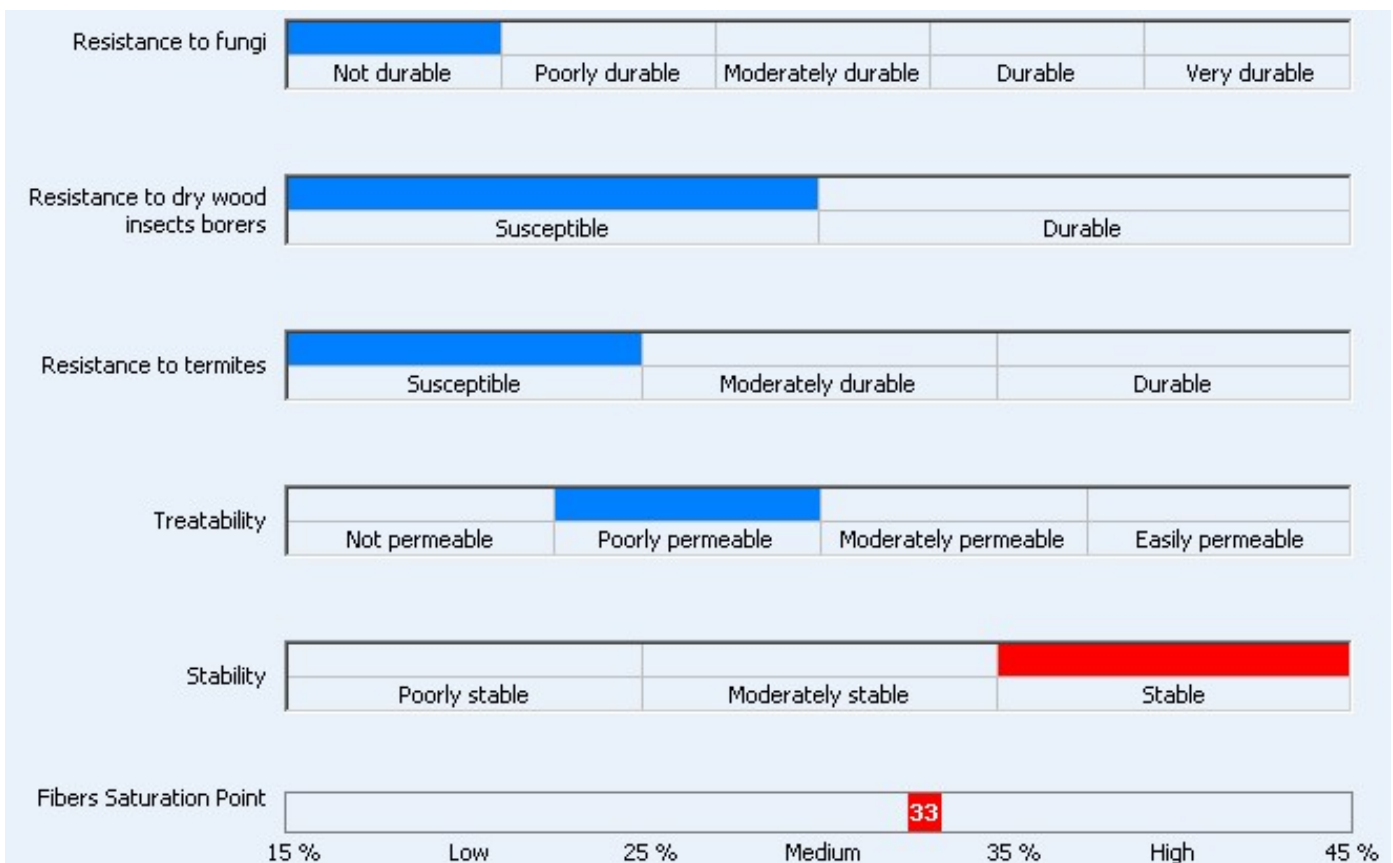 Resistance to fungi
Not durable Poorly durable Moderately durable Durable Very durable
Resistance to dry wood
insects borers
Susceptible Durable
Resistance to termites
Susceptible Moderately durable Durable
Treatability
Not permeable Poorly permeable Moderately permeable Easily permeable
Stability
Poorly stable Moderately stable Stable
Fibers Saturation Point
33
15 % Low 25 % Medium 35 % High 45 %